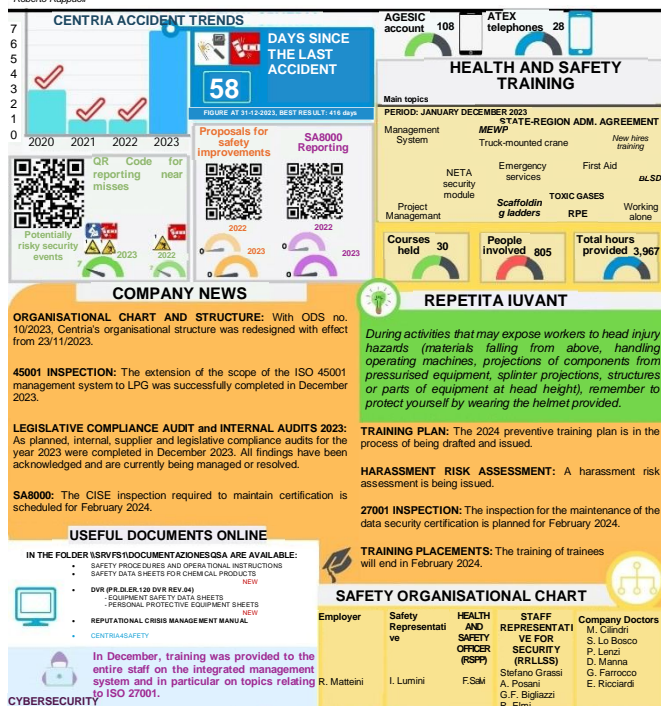 Roberto Rappuoli
CENTRIA ACCIDENT TRENDS
7
6
5
4
3
2
1
0
2020
2021
2022
2023
DAYS SINCE
THE LAST
ACCIDENT
58
FIGURE AT 31-12-2023, BEST RESULT: 416 days
AGESIC
account
108
ATEX
telephones
28
HEALTH AND SAFETY
TRAINING
Main topics
PERIOD: JANUARY DECEMBER 2023
STATE-REGION ADM. AGREEMENT
Management
System
MEWP
Truck-mounted crane
New hires
training
NETA
security
module
Emergency
services
First Aid
BLSD
TOXIC GASES
Project
Managemant
Scaffoldin
g ladders
RPE
Working
alone
QR Code for
reporting near
misses
Potentially
risky security
events
7
2023
7
2022
Proposals for
safety
improvements
2022
0
2023
SA8000
Reporting
2022
0
2023
Courses
held
30
People
involved
805
Total hours
provided
3,967
COMPANY NEWS
ORGANISATIONAL CHART AND STRUCTURE: With ODS no.
10/2023, Centria's organisational structure was redesigned with effect
from 23/11/2023.
45001 INSPECTION: The extension of the scope of the ISO 45001
management system to LPG was successfully completed in December
2023.
LEGISLATIVE COMPLIANCE AUDIT and INTERNAL AUDITS 2023:
As planned, internal, supplier and legislative compliance audits for the
year 2023 were completed in December 2023. All findings have been
acknowledged and are currently being managed or resolved.
SA8000: The CISE inspection required to maintain certification is
scheduled for February 2024.
REPETITA IUVANT
During activities that may expose workers to head injury
hazards (materials falling from above, handling
operating machines, projections of components from
pressurised equipment, splinter projections, structures
or parts of equipment at head height), remember to
protect yourself by wearing the helmet provided.
TRAINING PLAN: The 2024 preventive training plan is in the
process of being drafted and issued.
HARASSMENT RISK ASSESSMENT: A harassment risk
assessment is being issued.
27001 INSPECTION: The inspection for the maintenance of the
data security certification is planned for February 2024.
TRAINING PLACEMENTS: The training of trainees
will end in February 2024.
USEFUL DOCUMENTS ONLINE
IN THE FOLDER \\SRVFS1\DOCUMENTAZIONESQSA ARE AVAILABLE:
• SAFETY PROCEDURES AND OPERATIONAL INSTRUCTIONS
• SAFETY DATA SHEETS FOR CHEMICAL PRODUCTS
NEW
• DVR (PR.DI.ER.120 DVR REV.04)
- EQUIPMENT SAFETY DATA SHEETS
- PERSONAL PROTECTIVE EQUIPMENT SHEETS
NEW
• REPUTATIONAL CRISIS MANAGEMENT MANUAL
• CENTRIA4SAFETY
In December, training was provided to the
entire staff on the integrated management
system and in particular on topics relating
to ISO 27001.
CYBERSECURITY
SAFETY ORGANISATIONAL CHART
Employer
R. Matteini
Safety
Representati
ve
I. Lumini
HEALTH
AND
SAFETY
OFFICER
(RSPP)
F.Salvi
STAFF
REPRESENTATI
VE FOR
SECURITY
(RRLLSS)
Stefano Grassi
A. Posani
G.F. Bigliazzi
R. Elmi
Company Doctors
M. Cilindri
S. Lo Bosco
P. Lenzi
D. Manna
G. Farrocco
E. Ricciardi